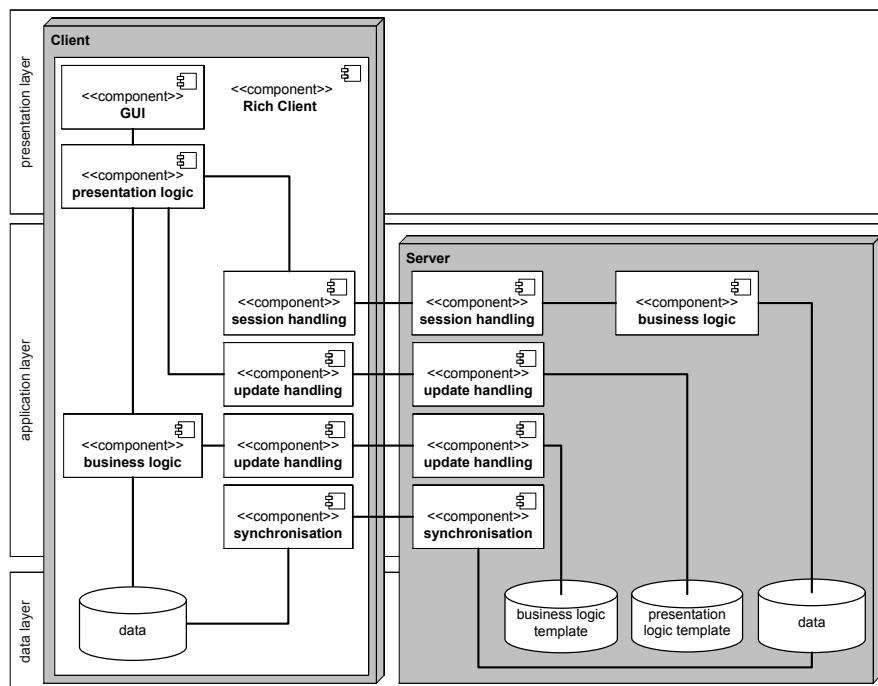 presentation layer
Client
<<component>>
GUI
<<component>>
Rich Client
<<component>>
presentation logic
application layer
Server
<<component>>
session handling
<<component>>
session handling
<<component>>
business logic
<<component>>
update handling
<<component>>
update handling
<<component>>
business logic
<<component>>
update handling
<<component>>
update handling
<<component>>
synchronisation
<<component>>
synchronisation
data layer
data
business logic
template
presentation
logic template
data